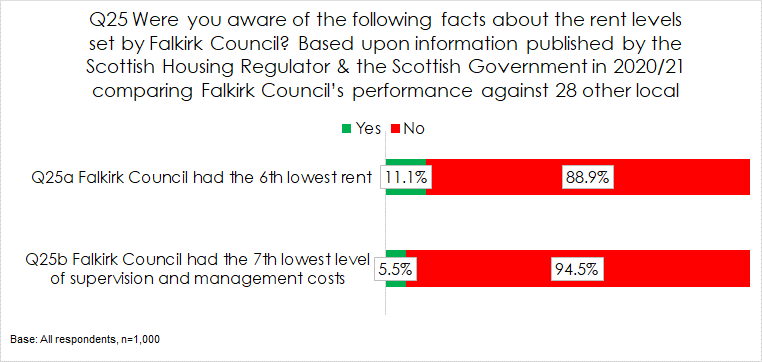 Q25 Were you aware of the following facts about the rent levels
set by Falkirk Council? Based upon information published by the
Scottish Housing Regulator & the Scottish Government in 2020/21
comparing Falkirk Council's performance against 28 other local
Yes No
Q25a Falkirk Council had the 6th lowest rent 11.1% 88.9%
Q25b Falkirk Council had the 7th lowest level
of supervision and management costs
5.5% 94.5%
Base: All respondents, n=1,000